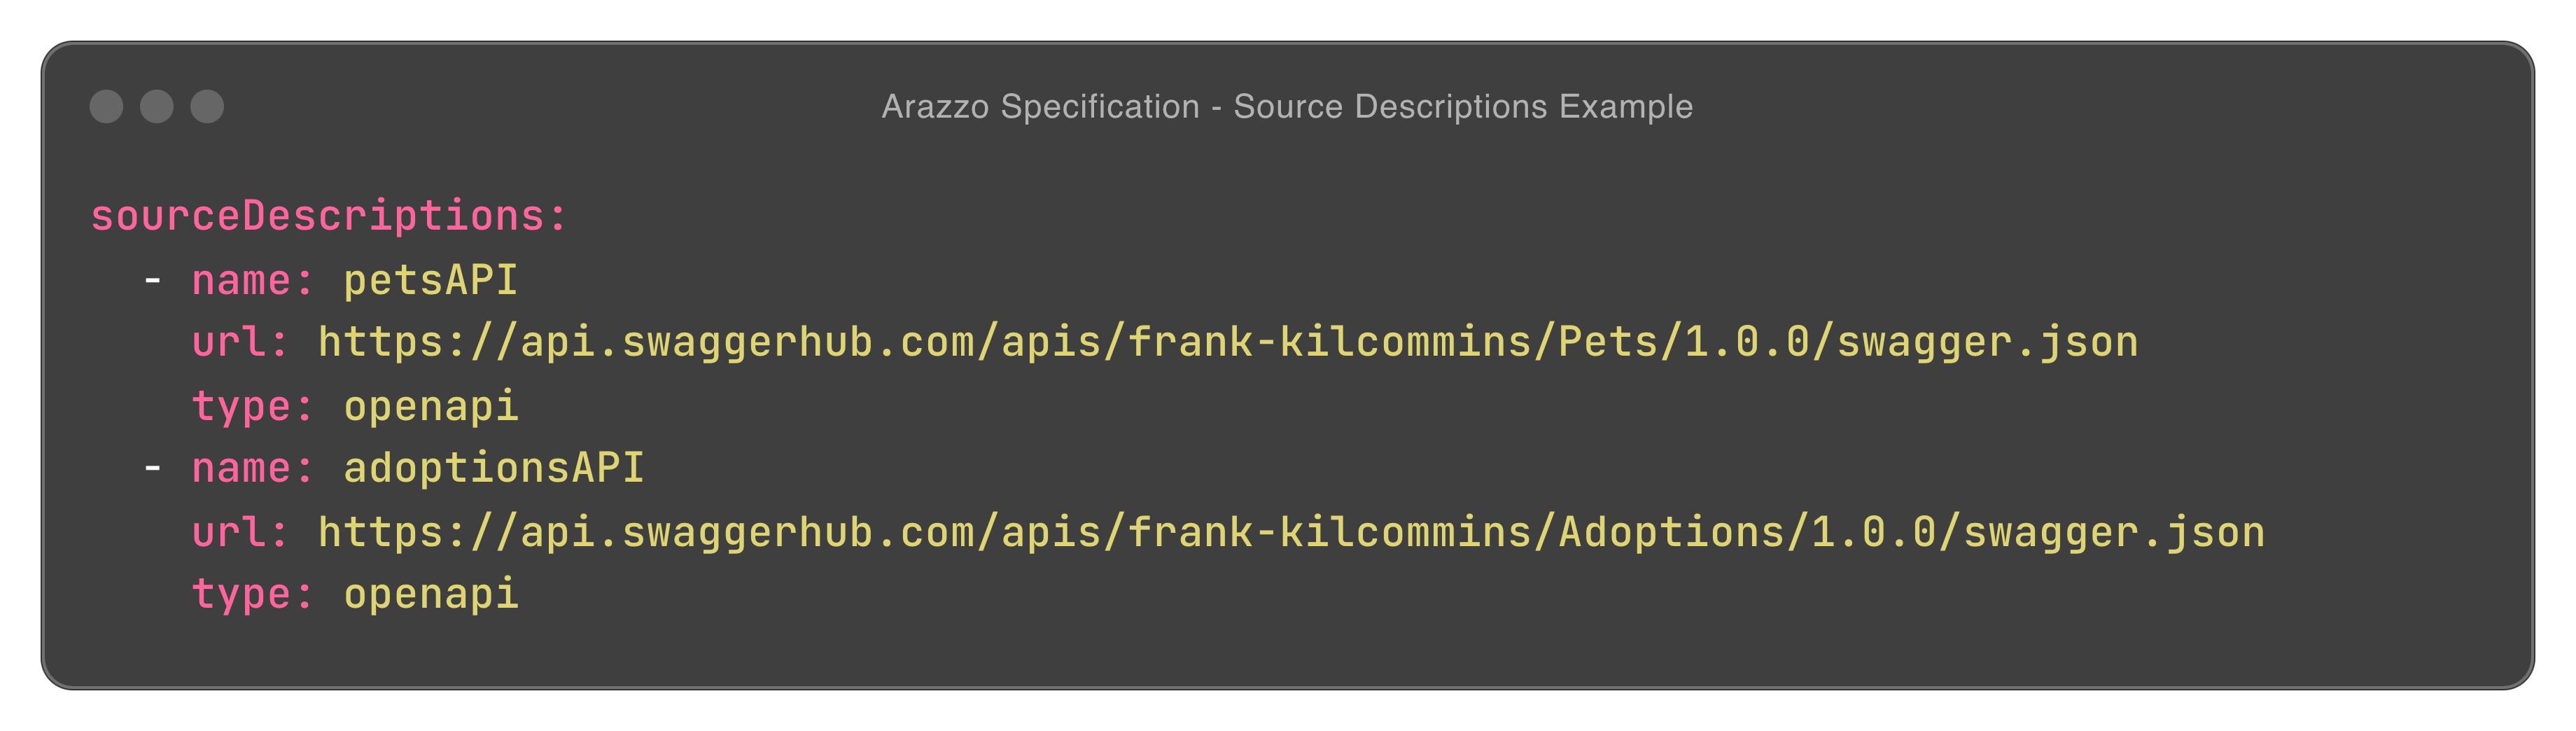 Arazzo Specification - Source Descriptions Example
sourceDescriptions:
  - name: petsAPI
    url: https://api.swaggerhub.com/apis/frank-kilcommins/Pets/1.0.0/swagger.json
    type: openapi
  - name: adoptionsAPI
    url: https://api.swaggerhub.com/apis/frank-kilcommins/Adoptions/1.0.0/swagger.json
    type: openapi